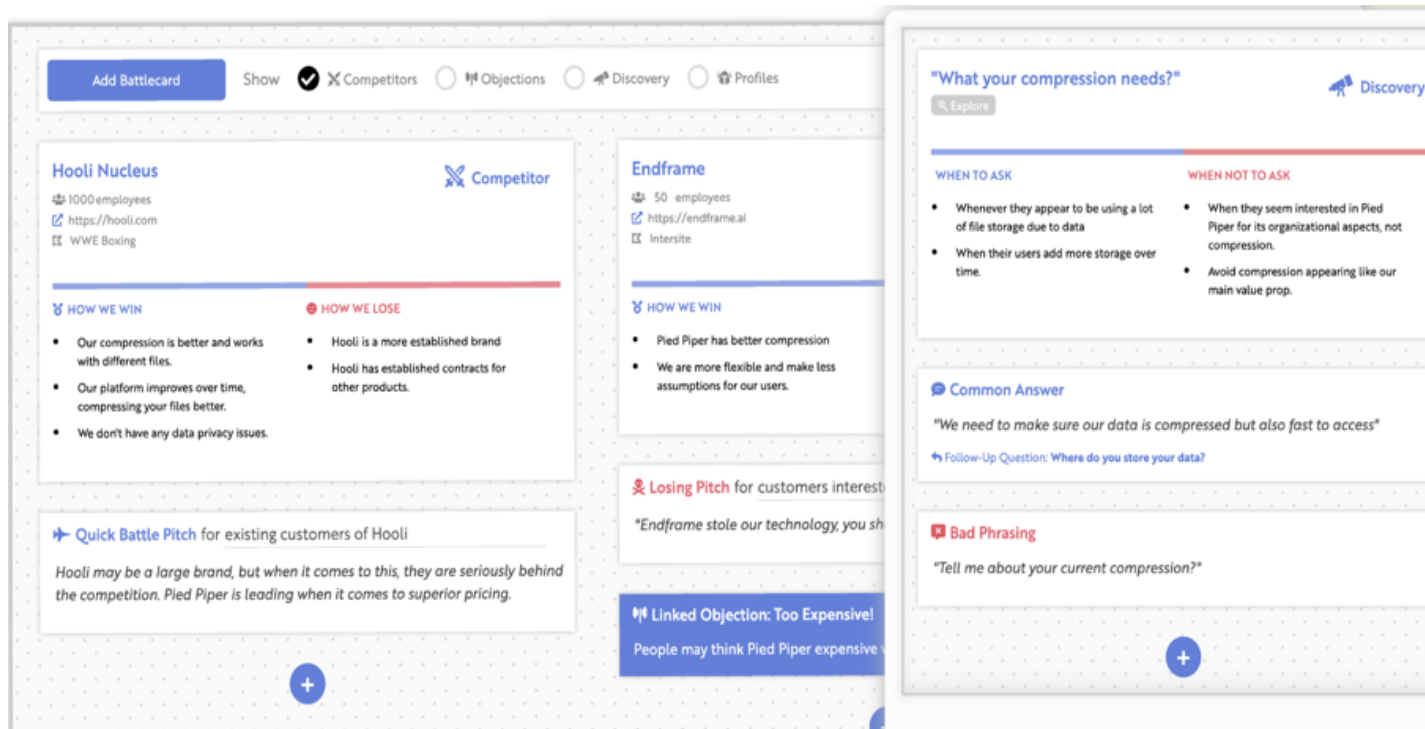 Add Battlecard
Show
Competitors
Objections
Discovery
Profiles
Hooli Nucleus
Competitor
1000 employees
https://hooli.com
WWE Boxing
HOW WE WIN
Our compression is better and works
with different files.
Our platform improves over time,
compressing your files better.
We don't have any data privacy issues.
HOW WE LOSE
Hooli is a more established brand
Hooli has established contracts for
other products.
Quick Battle Pitch for existing customers of Hooli
Hooli may be a large brand, but when it comes to this, they are seriously behind
the competition. Pied Piper is leading when it comes to superior pricing.
+
Endframe
50 employees
https://endframe.ai
Intersite
HOW WE WIN
Pied Piper has better compression
We are more flexible and make less
assumptions for our users.
Losing Pitch for customers interest
"Endframe stole our technology, you sh
Linked Objection: Too Expensive!
People may think Pied Piper expensive
"What your compression needs?"
Discovery
Explore
WHEN TO ASK
Whenever they appear to be using a lot
of file storage due to data
When their users add more storage over
time.
WHEN NOT TO ASK
When they seem interested in Pied
Piper for its organizational aspects, not
compression.
Avoid compression appearing like our
main value prop.
Common Answer
"We need to make sure our data is compressed but also fast to access"
Follow-Up Question: Where do you store your data?
Bad Phrasing
"Tell me about your current compression?"
+